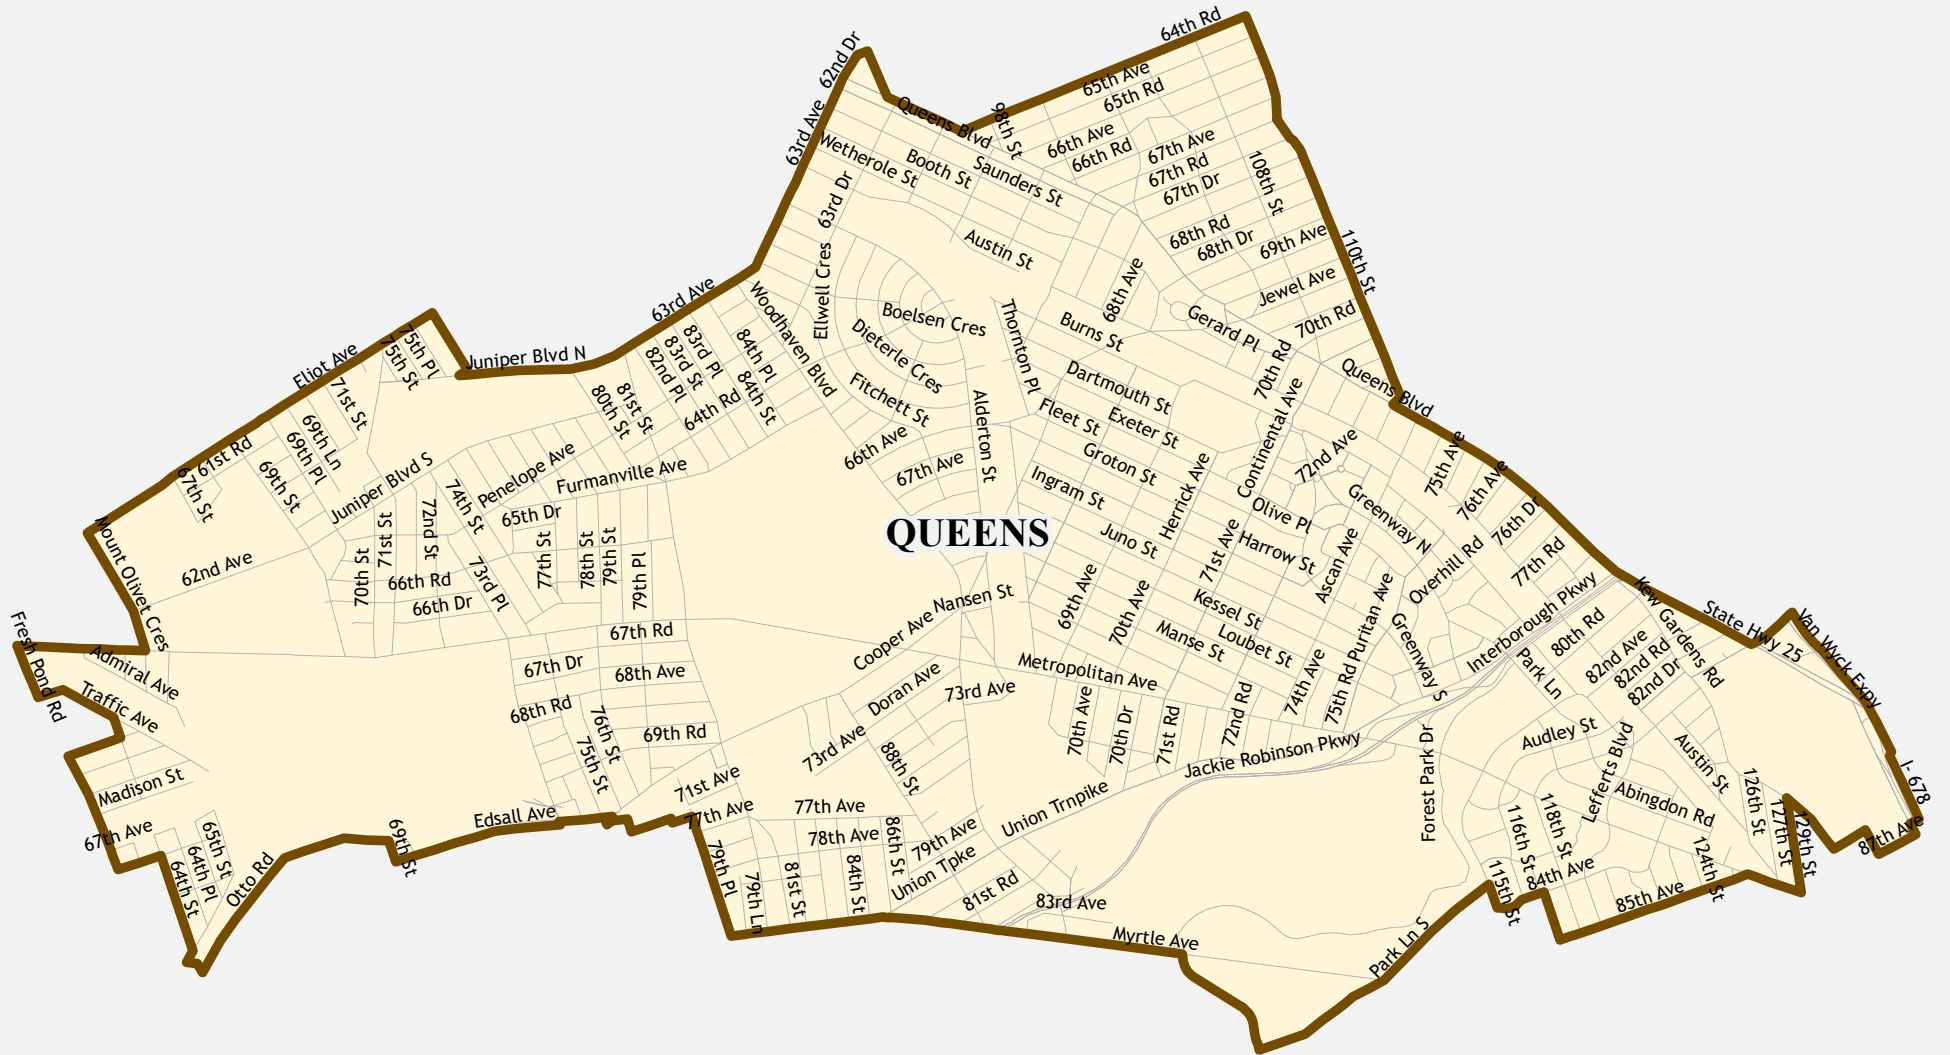 64th Rd
62nd Dr
65th Ave
65th Rd
63rd Ave
Queens Blvd
98th St
66th Ave
66th Rd
67th Ave
67th Rd
67th Dr
108th St
Wetherole St
Booth St
Saunders St
63rd Dr
68th Rd
68th Dr
69th Ave
110th St
Austin St
Ellwell Cres
68th Ave
Jewel Ave
70th Rd
63rd Ave
Woodhaven Blvd
Boelsen Cres
Thornton Pl
Burns St
Gerard Pl
Dieterle Cres
Juniper Blvd N
Eliot Ave
75th Pl
75th St
71st St
83rd Pl
83rd St
82nd Pl
84th Pl
84th St
64th Rd
81st St
80th St
Fitchett St
Alderton St
Dartmouth St
70th Rd
Queens Blvd
Fleet St
Exeter St
Continental Ave
69th Ln
69th Pl
61st Rd
67th St
69th St
Juniper Blvd S
Penelope Ave
Furmanville Ave
66th Ave
67th Ave
Groton St
72nd Ave
75th Ave
76th Ave
76th Dr
77th Rd
74th St
65th Dr
Ingram St
Herrick Ave
Olive Pl
Greenway N
QUEENS
Juno St
71st Ave
Harrow St
Ascan Ave
Overhill Rd
Mount Olivet Cres
62nd Ave
70th St
71st St
72nd St
66th Rd
66th Dr
73rd Pl
77th St
78th St
79th St
79th Pl
67th Rd
Nansen St
Cooper Ave
69th Ave
70th Ave
Kessel St
Loubet St
Manse St
Puritan Ave
Greenway S
Interborough Pkwy
80th Rd
Kew Gardens Rd
State Hwy 25
Van Wyck Expy
Fresh Pond Rd
Admiral Ave
Traffic Ave
67th Dr
68th Ave
68th Rd
76th St
75th St
69th Rd
Doran Ave
73rd Ave
73rd Ave
Metropolitan Ave
70th Ave
70th Dr
71st Rd
72nd Rd
74th Ave
75th Rd
Park Ln
82nd Ave
82nd Rd
82nd Dr
Audley St
Lefferts Blvd
Austin St
Abingdon Rd
Forest Park Dr
Jackie Robinson Pkwy
88th St
Madison St
67th Ave
65th St
64th Pl
64th St
Otto Rd
69th St
Edsall Ave
71st Ave
77th Ave
77th Ave
78th Ave
86th St
79th Ave
Union Trnpike
Union Tpke
79th Pl
79th Ln
81st St
84th St
81st Rd
83rd Ave
Myrtle Ave
Park Ln S
115th St
116th St
118th St
84th Ave
85th Ave
124th St
126th St
127th St
129th St
87th Ave
I- 678